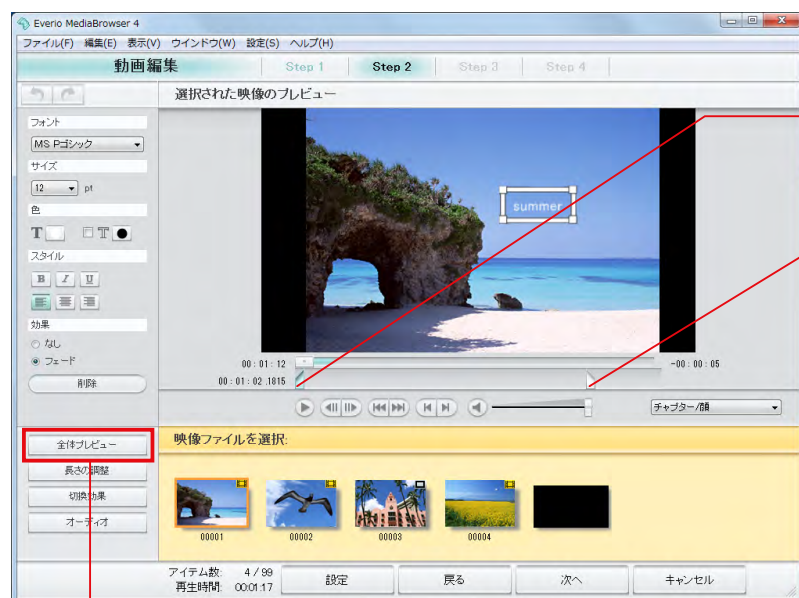 Everio MediaBrowser 4
ファイル(F) 編集(E) 表示(V) ウインドウ(W) 設定(S) ヘルプ(H)
動画編集 Step 1 Step 2 Step 3 Step 4
選択された映像のプレビュー
フォント
MS Pゴシック
サイズ
12 pt
色
T T
スタイル
B I U
効果
なし
フェード
削除
summer
00 : 01 : 12 -00 : 00 : 05
00 : 01 : 02 .1815
チャプター/顔
全体プレビュー
長さの調整
切換効果
オーディオ
映像ファイルを選択:
00001 00002 00003 00004
アイテム数: 4 / 99
再生時間: 00:01:17
設定 戻る 次へ キャンセル